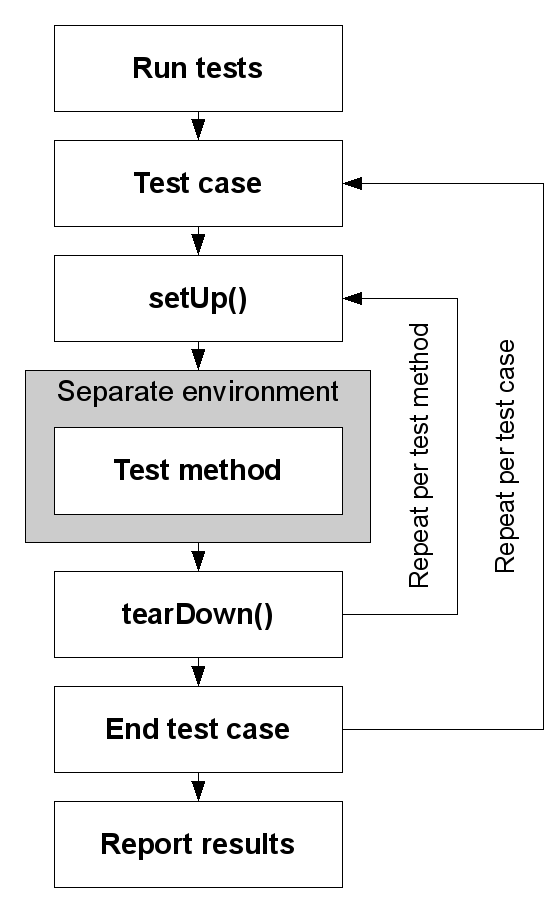 Run tests
Test case
setUp()
Separate environment
Test method
tearDown()
End test case
Report results
Repeat per test method
Repeat per test case